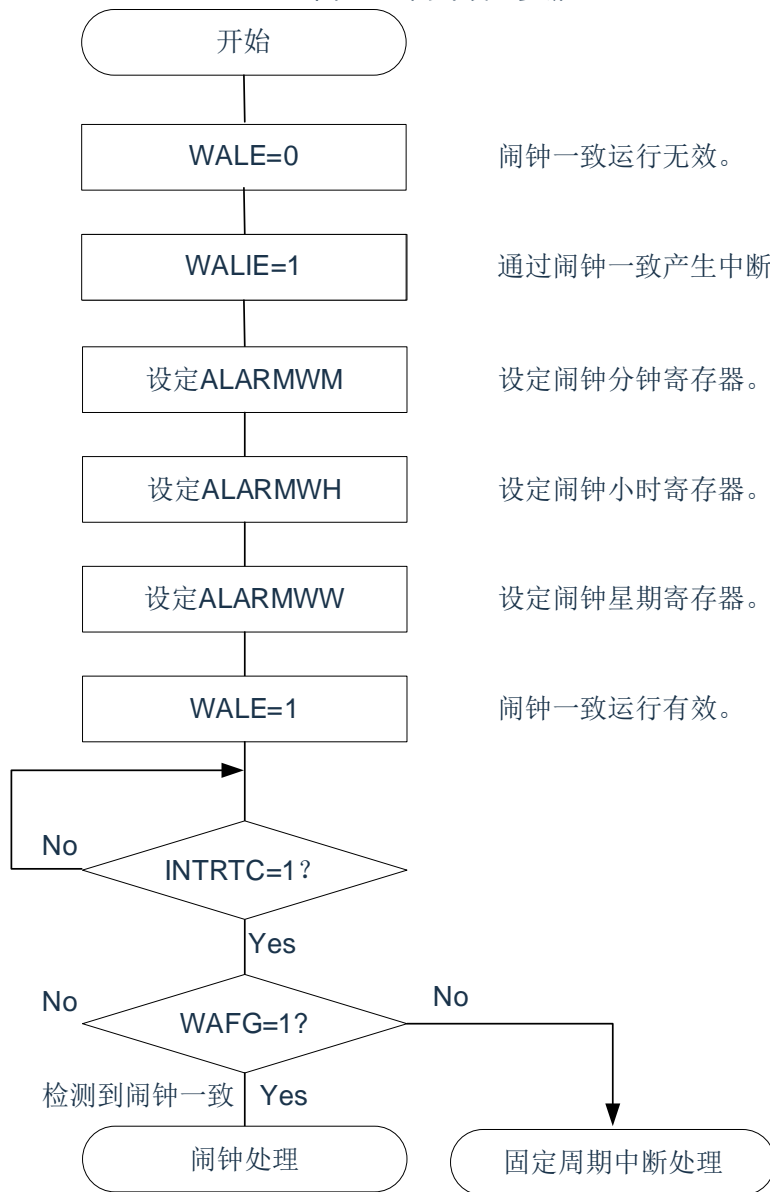 开始
WALE=0
闹钟一致运行无效。
WALIE=1
通过闹钟一致产生中断
设定ALARMWM
设定闹钟分钟寄存器。
设定ALARMWH
设定闹钟小时寄存器。
设定ALARMWW
设定闹钟星期寄存器。
WALE=1
闹钟一致运行有效。
No
INTRTC=1?
Yes
No
WAFG=1?
No
检测到闹钟一致
Yes
闹钟处理
固定周期中断处理